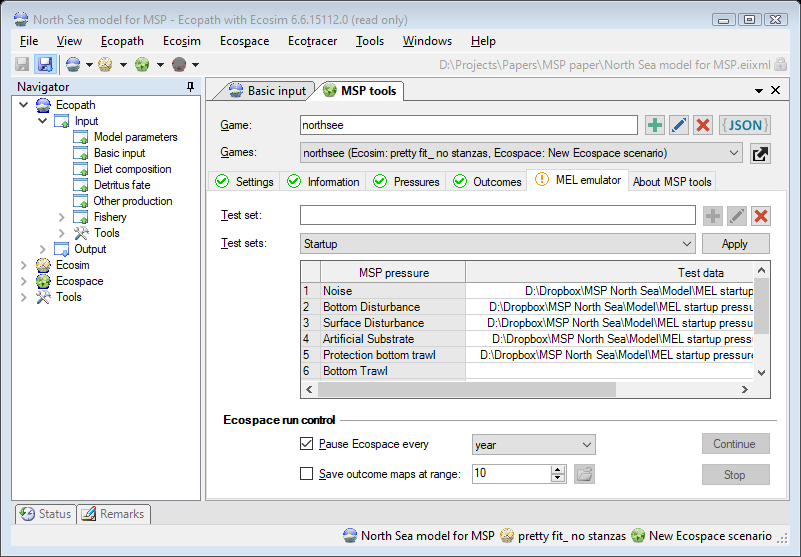 North Sea model for MSP - Ecopath with Ecosim 6.6.15112.0 (read only)
File View Ecopath Ecosim Ecospace Ecotracer Tools Windows Help
D:\Projects\Papers\MSP paper\North Sea model for MSP.eiixml
Navigator
Ecopath
Input
Model parameters
Basic input
Diet composition
Detritus fate
Other production
Fishery
Tools
Output
Ecosim
Ecospace
Tools
Basic input MSP tools
Game: northsee {JSON}
Games: northsee (Ecosim: pretty fit_ no stanzas, Ecospace: New Ecospace scenario)
Settings Information Pressures Outcomes MEL emulator About MSP tools
Test set:
Test sets: Startup Apply
MSP pressure Test data
1 Noise D:\Dropbox\MSP North Sea\Model\MEL startup
2 Bottom Disturbance D:\Dropbox\MSP North Sea\Model\MEL startup pressu
3 Surface Disturbance D:\Dropbox\MSP North Sea\Model\MEL startup pressu
4 Artificial Substrate D:\Dropbox\MSP North Sea\Model\MEL startup press
5 Protection bottom trawl D:\Dropbox\MSP North Sea\Model\MEL startup pressure
6 Bottom Trawl
Ecospace run control
Pause Ecospace every year Continue
Save outcome maps at range: 10 Stop
Status Remarks
North Sea model for MSP pretty fit_ no stanzas New Ecospace scenario